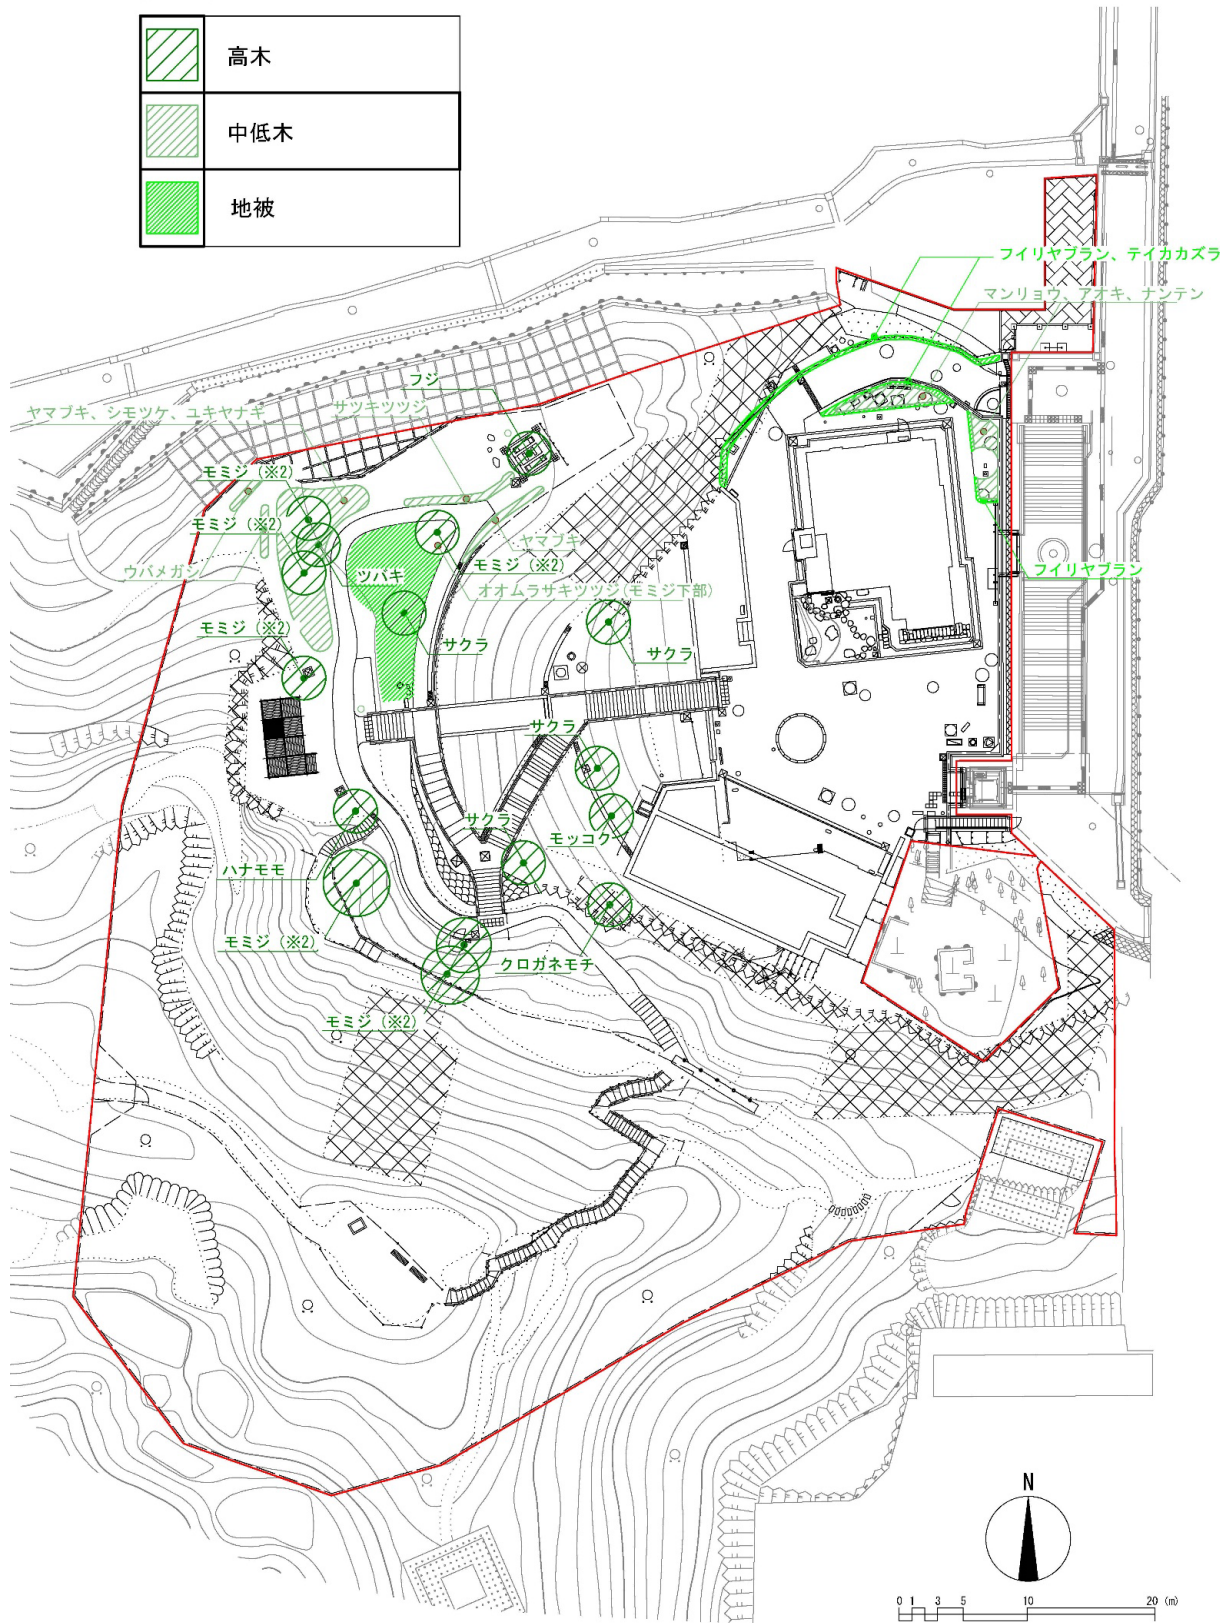 高木
中低木
地被
フイリヤブラン、テイカカズラ
マンリョウ、アオキ、ナンテン
フジ
ヤマブキ、シモツケ、ユキヤナギ
サツキツツジ
モミジ (※2)
モミジ (※2)
ヤマブキ
モミジ (※2)
ウバメガシ
ツバキ
フイリヤブラン
オオムラサキツツジ(モミジ下部)
モミジ (※2)
サクラ
サクラ
3
サクラ
サクラ
モッコク
ハナモモ
モミジ (※2)
クロガネモチ
モミジ (※2)
N
0 1 3 5 10 20 (m)